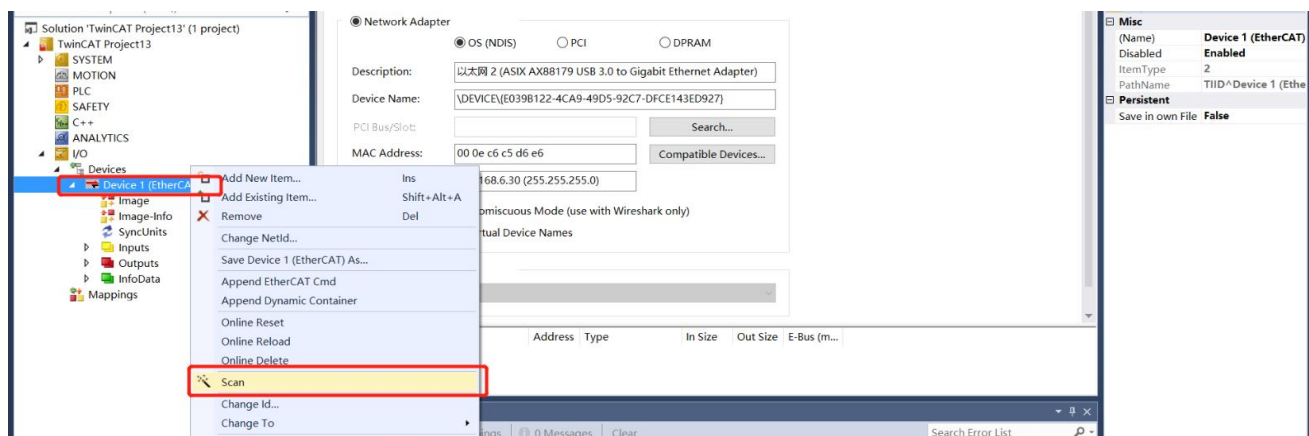 Solution 'TwinCAT Project13' (1 project)
TwinCAT Project13
SYSTEM
MOTION
PLC
SAFETY
C++
ANALYTICS
I/O
Devices
Device 1 (EtherCA
Image
Image-Info
SyncUnits
Inputs
Outputs
InfoData
Mappings
Add New Item... Ins
Add Existing Item... Shift+Alt+A
Remove Del
Change NetId...
Save Device 1 (EtherCAT) As...
Append EtherCAT Cmd
Append Dynamic Container
Online Reset
Online Reload
Online Delete
Scan
Change Id...
Change To
Network Adapter
OS (NDIS) PCI DPRAM
Description: 以太网 2 (ASIX AX88179 USB 3.0 to Gigabit Ethernet Adapter)
Device Name: \DEVICE\{E039B122-4CA9-49D5-92C7-DFCE143ED927}
PCI Bus/Slot: Search...
MAC Address: 00 0e c6 c5 d6 e6 Compatible Devices...
168.6.30 (255.255.255.0)
omiscuous Mode (use with Wireshark only)
rtual Device Names
Address Type In Size Out Size E-Bus (m...
ings 0 Messages Clear Search Error List
Misc
(Name) Device 1 (EtherCAT)
Disabled Enabled
ItemType 2
PathName TIID^Device 1 (Ethe
Persistent
Save in own File False